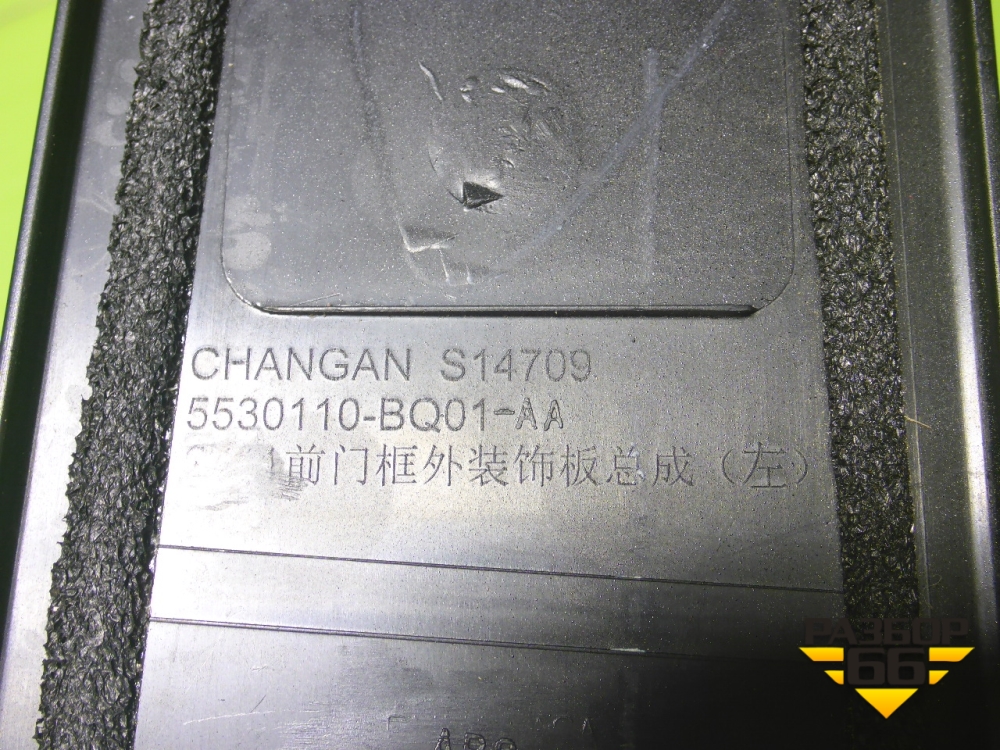 CHANGAN S14709
5530110-BQ01-AA
前门框外装饰板总成（左）
РАЗБОР
66